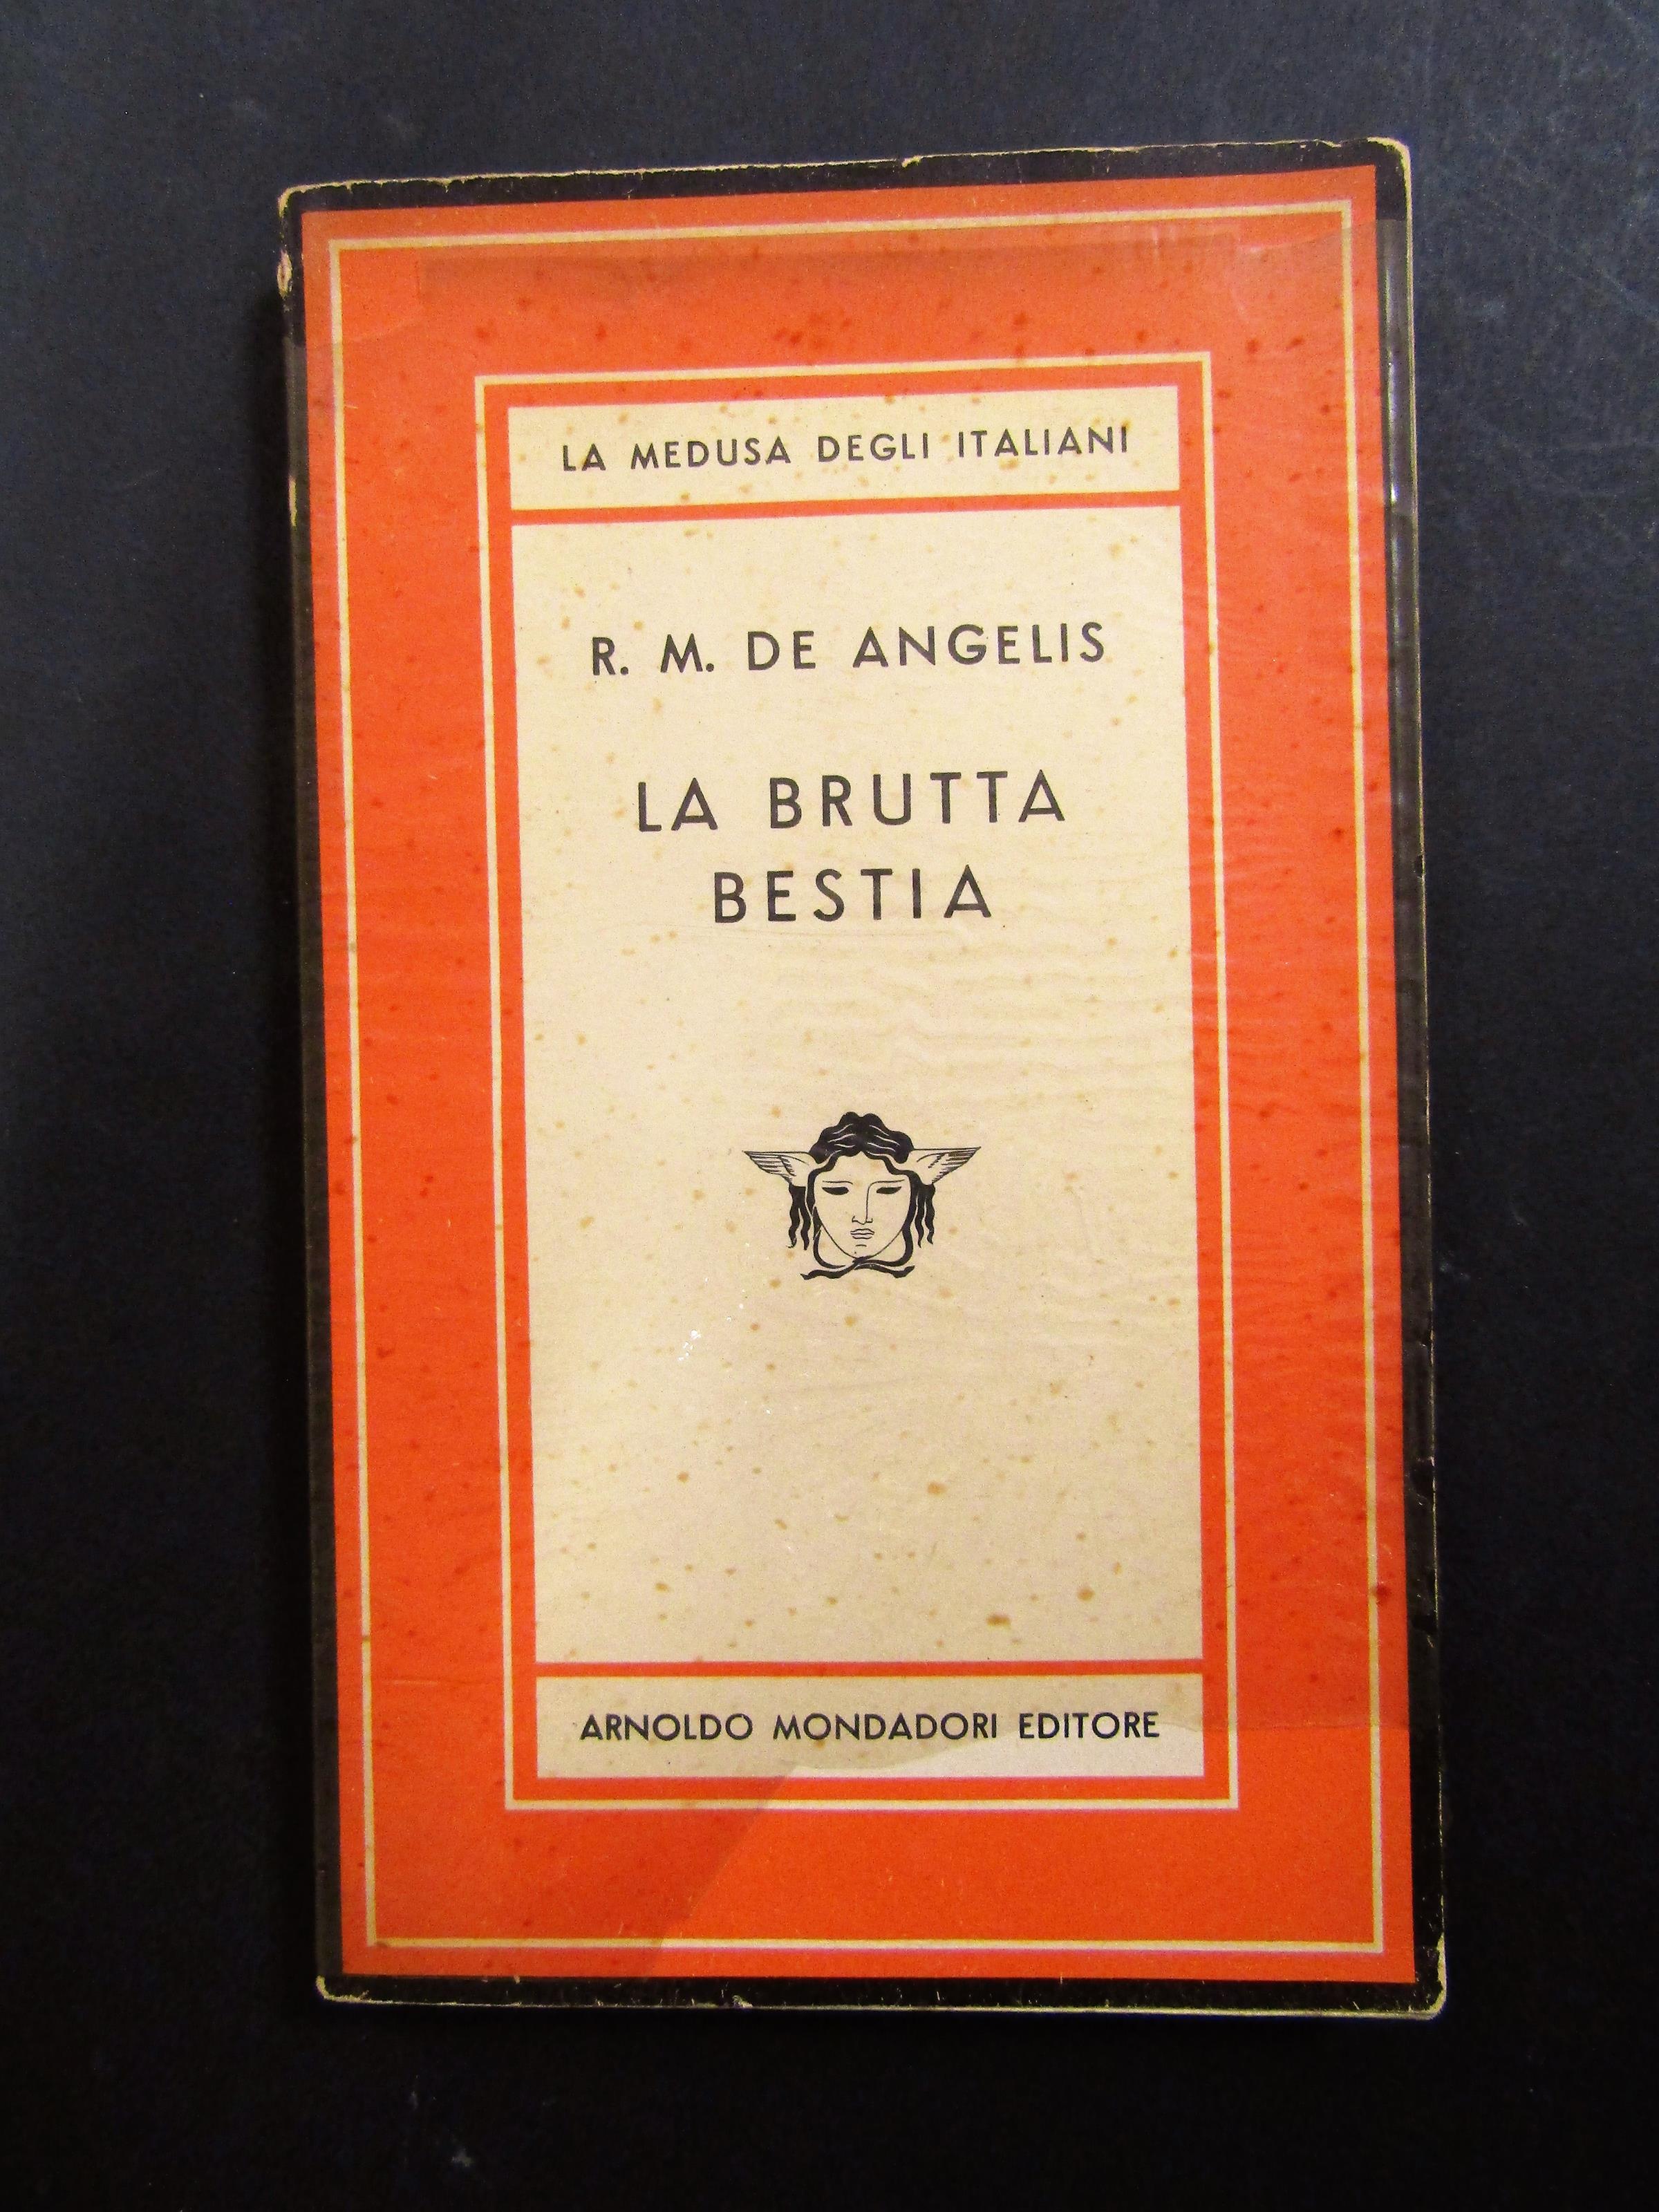 LA MEDUSA DEGLI ITALIANI
R. M. DE ANGELIS
LA BRUTTA
BESTIA
ARNOLDO MONDADORI EDITORE